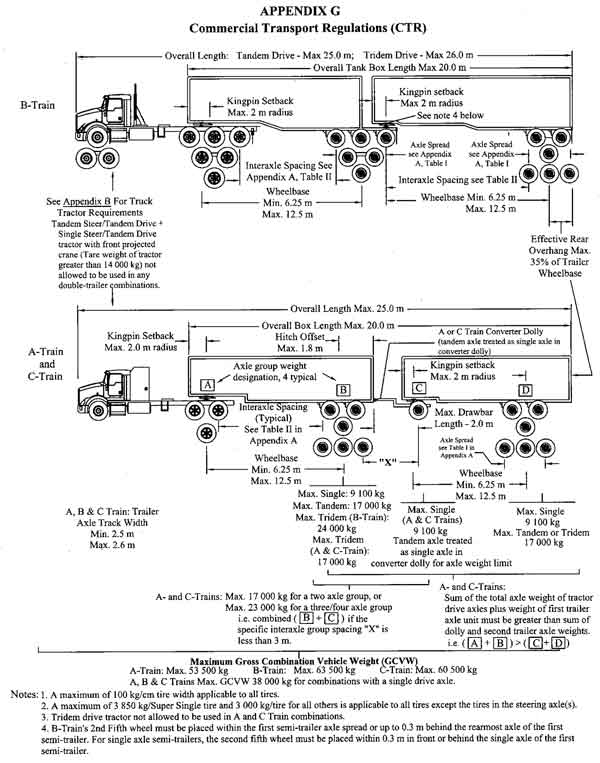 APPENDIX G
Commercial Transport Regulations (CTR)
Overall Length: Tandem Drive - Max 25.0 m; Tridem Drive - Max 26.0 m
Overall Tank Box Length Max 20.0 m
B-Train
Kingpin Setback
Max. 2 m radius
Kingpin Setback
Max 2 m radius
See note 4 below
Interaxle Spacing See
Appendix A, Table II
Axle Spread
see Appendix
A, Table I
Axle Spread
see Appendix
A, Table I
Interaxle Spacing see Table II
Wheelbase
Min. 6.25 m
Max. 12.5 m
Wheelbase Min. 6.25 m
Max. 12.5 m
See Appendix B For Truck
Tractor Requirements
Tandem Steer/Tandem Drive +
Single Steer/Tandem Drive
tractor with front projected
crane (Tare weight of tractor
greater than 14 000 kg) not
allowed to be used in any
double-trailer combinations.
Effective Rear
Overhang Max.
35% of Trailer
Wheelbase
Overall Length Max. 25.0 m
Overall Box Length Max. 20.0 m
Kingpin Setback
Max. 2.0 m radius
Hitch Offset
Max. 1.8 m
A or C Train Converter Dolly
(tandem axle treated as single axle in
converter dolly)
A-Train
and
C-Train
A
Axle group weight
designation, 4 typical
B
Kingpin setback
Max. 2 m radius
C
D
Interaxle Spacing
(Typical)
See Table II in
Appendix A
Max. Drawbar
Length - 2.0 m
Axle Spread
see Table I in
Appendix A
"X"
Wheelbase
Min. 6.25 m
Max. 12.5 m
Wheelbase
Min. 6.25 m
Max. 12.5 m
A, B & C Train: Trailer
Axle Track Width
Min. 2.5 m
Max. 2.6 m
Max. Single: 9 100 kg
Max. Tandem: 17 000 kg
Max. Tridem (B-Train):
24 000 kg
Max. Tridem
(A & C-Train):
17 000 kg
Max. Single
(A & C Trains)
9 100 kg
Tandem axle treated
as single axle in
converter dolly for axle weight limit
Max. Single
9 100 kg
Max. Tandem or Tridem
17 000 kg
A- and C-Trains: Max. 17 000 kg for a two axle group, or
Max. 23 000 kg for a three/four axle group
i.e. combined ( B + C ) if the
specific interaxle group spacing "X" is
less than 3 m.
A- and C-Trains:
Sum of the total axle weight of tractor
drive axles plus weight of first trailer
axle unit must be greater than sum of
dolly and second trailer axle weights.
i.e. ( A + B ) > ( C + D )
Maximum Gross Combination Vehicle Weight (GCVW)
A-Train: Max. 53 500 kg B-Train: Max. 63 500 kg C-Train: Max. 60 500 kg
A, B & C Trains Max. GCVW 38 000 kg for combinations with a single drive axle.
Notes: 1. A maximum of 100 kg/cm tire width applicable to all tires.
2. A maximum of 3 850 kg/Super Single tire and 3 000 kg/tire for all others is applicable to all tires except the tires in the steering axle(s).
3. Tridem drive tractor not allowed to be used in A and C Train combinations.
4. B-Train's 2nd Fifth wheel must be placed within the first semi-trailer axle spread or up to 0.3 m behind the rearmost axle of the first
semi-trailer. For single axle semi-trailers, the second fifth wheel must be placed within 0.3 m in front or behind the single axle of the first
semi-trailer.